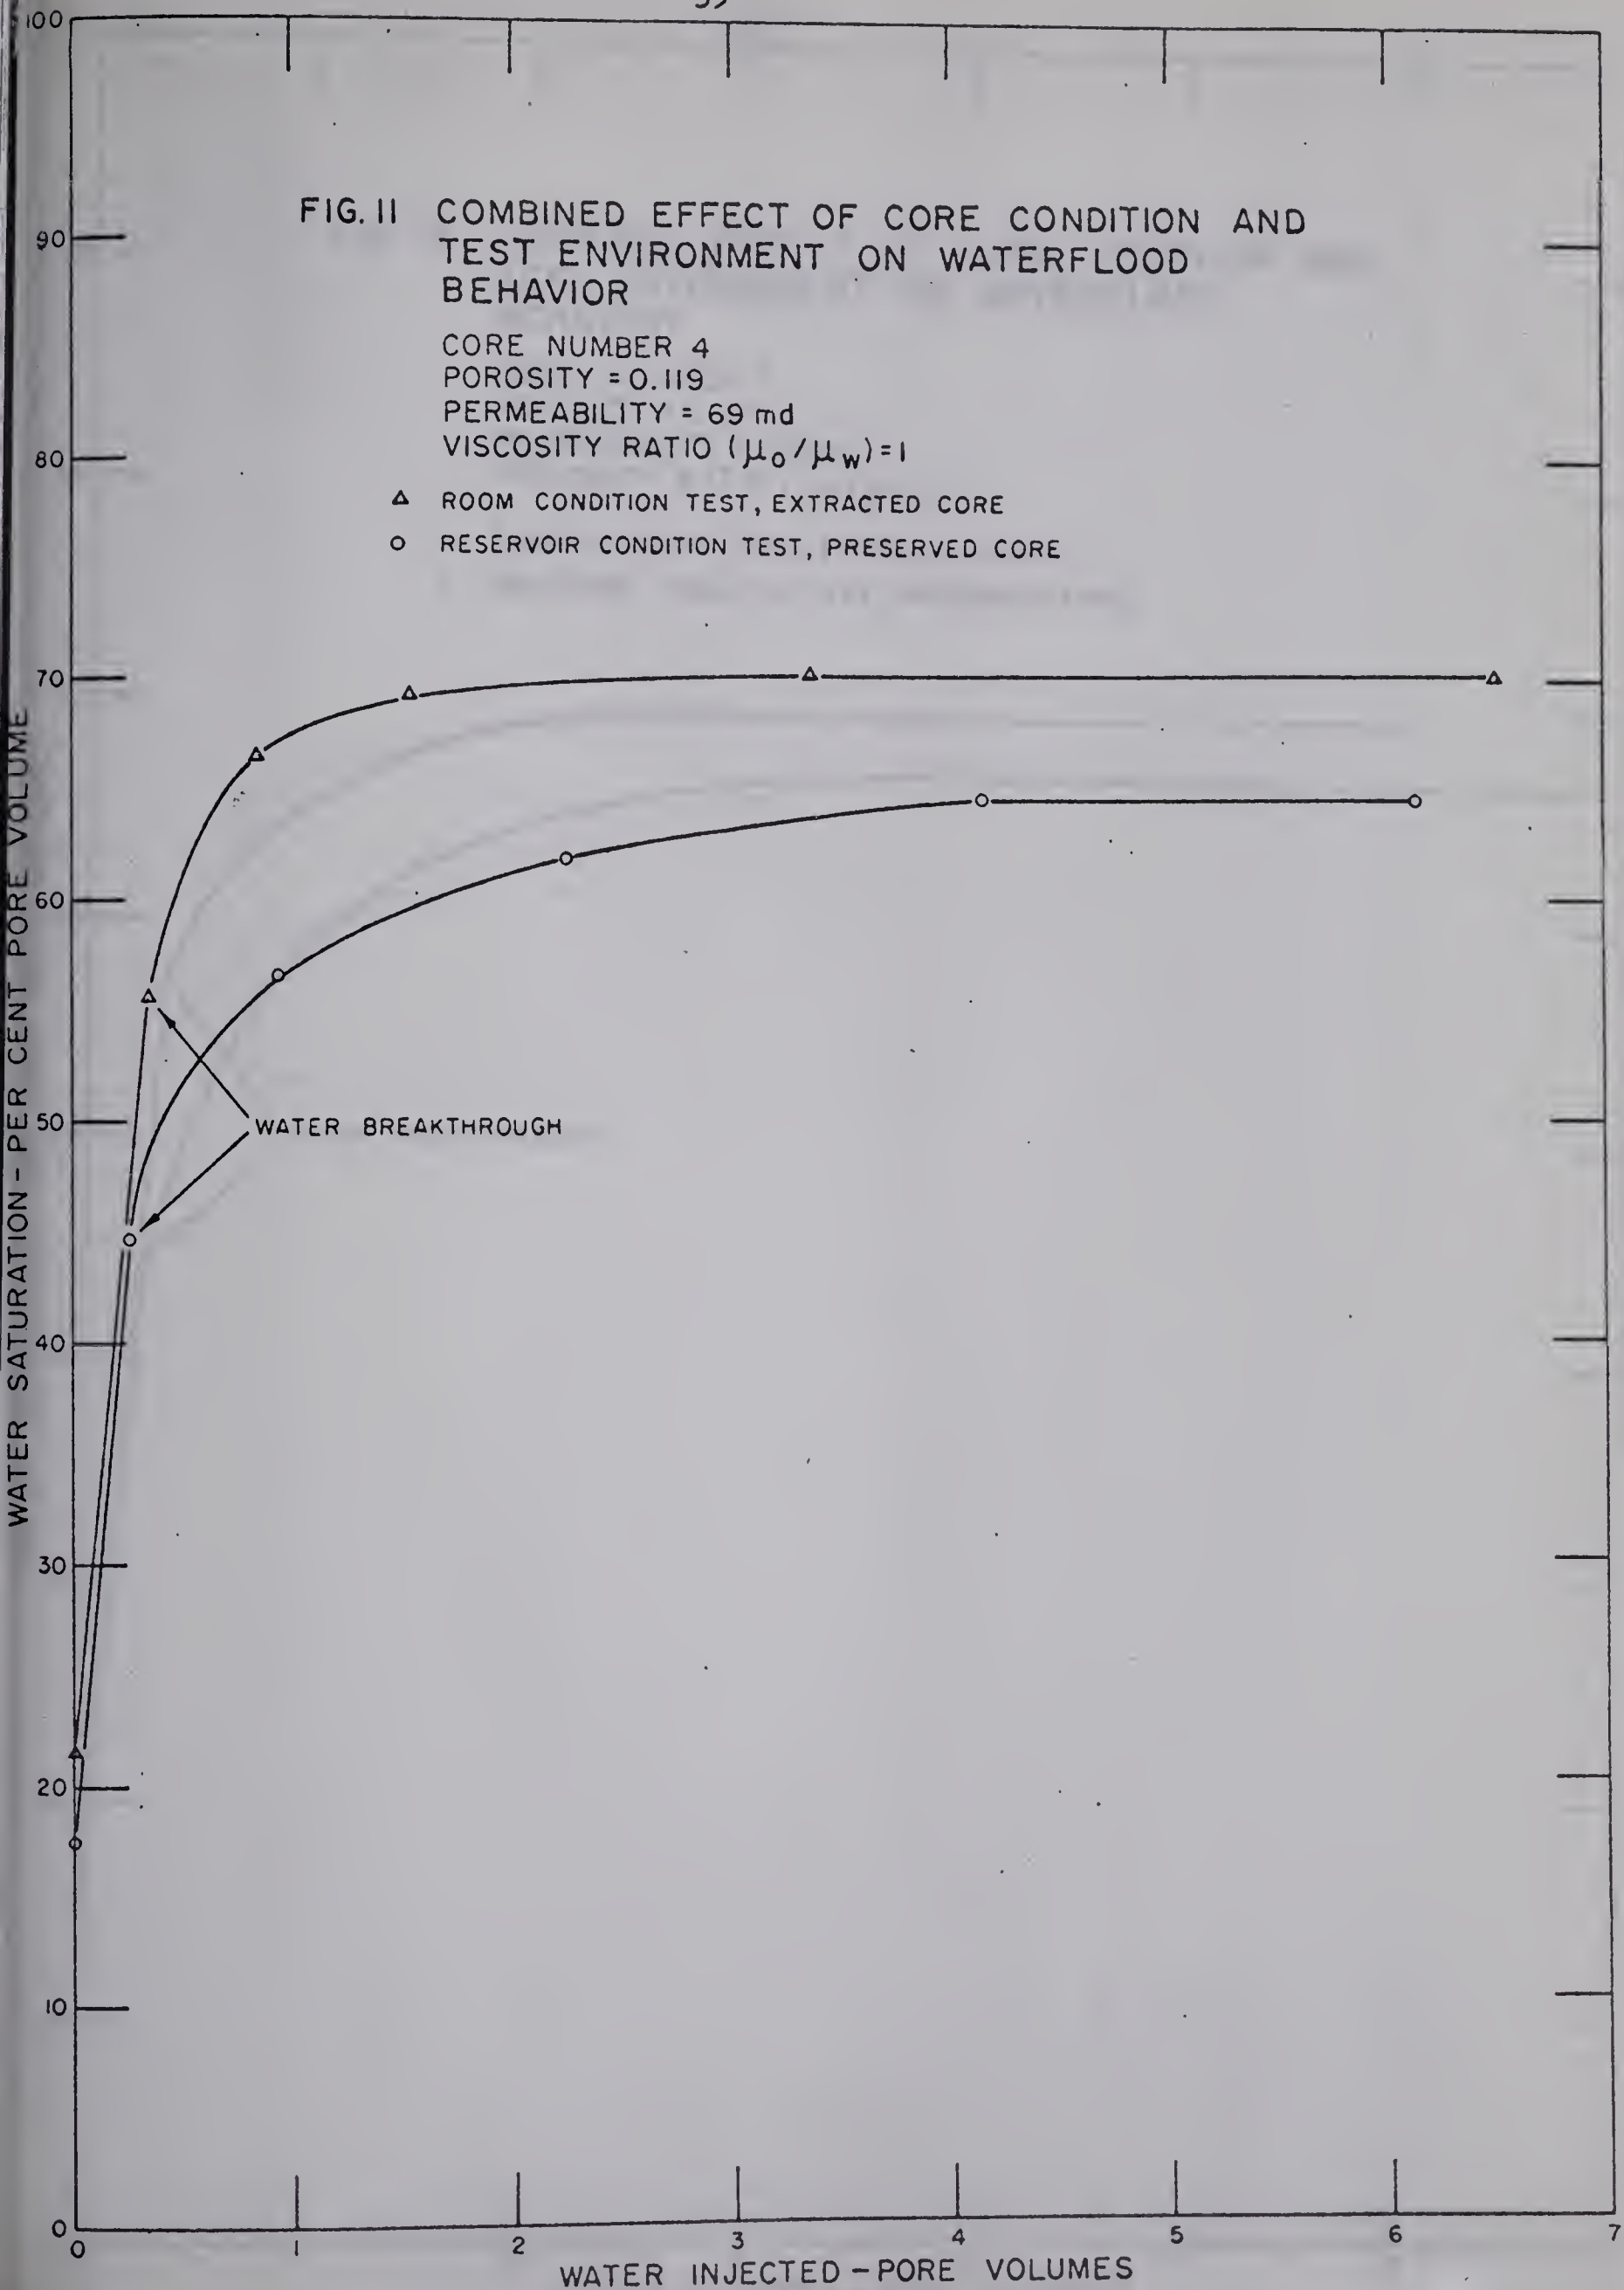 FIG. 11 COMBINED EFFECT OF CORE CONDITION AND
TEST ENVIRONMENT ON WATERFLOOD
BEHAVIOR
CORE NUMBER 4
POROSITY = 0.119
PERMEABILITY = 69 md
VISCOSITY RATIO (μo/μw)=1
△ ROOM CONDITION TEST, EXTRACTED CORE
○ RESERVOIR CONDITION TEST, PRESERVED CORE
WATER BREAKTHROUGH
WATER SATURATION - PER CENT PORE VOLUME
100
90
80
70
60
50
40
30
20
10
0
0 1 2 3 4 5 6 7
WATER INJECTED - PORE VOLUMES